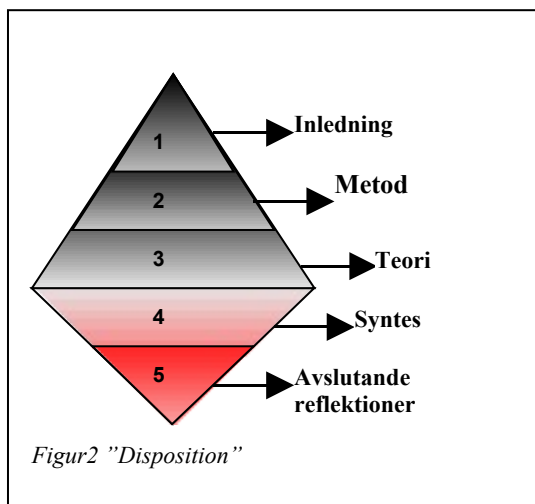 1
Inledning
2
Metod
3
Teori
4
Syntes
5
Avslutande
reflektioner
Figur2 ”Disposition”